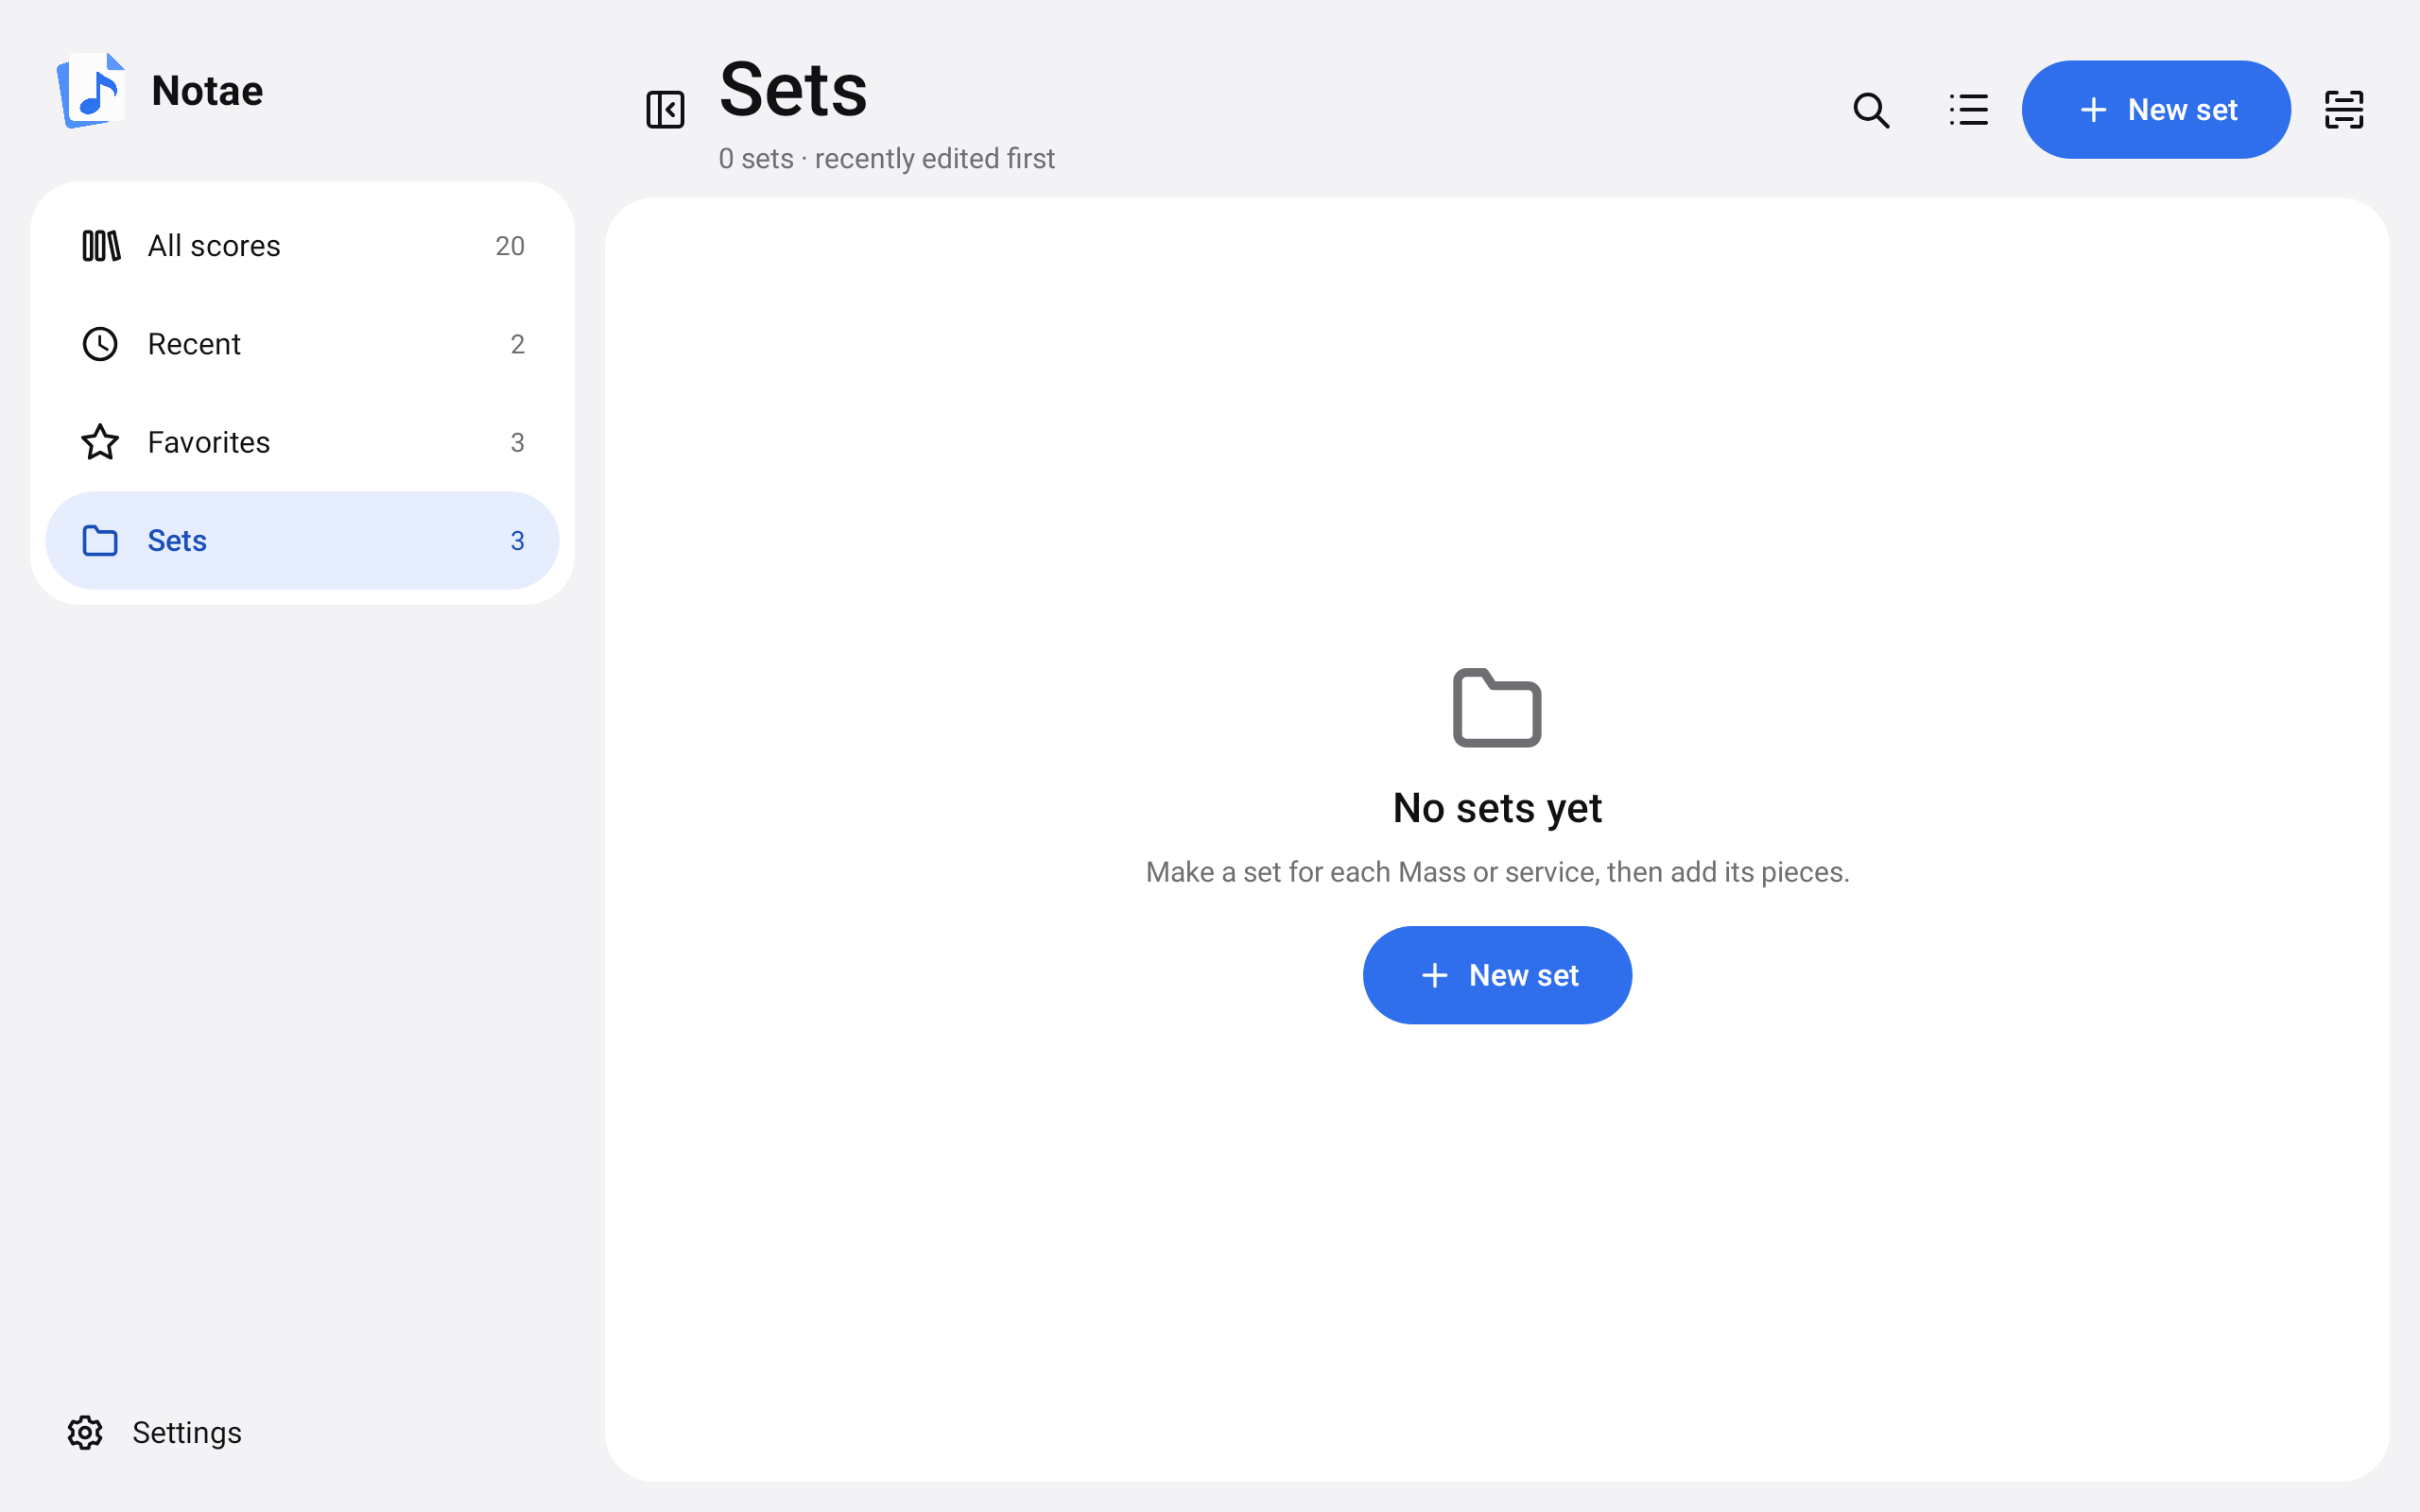 Notae
All scores 20
Recent 2
Favorites 3
Sets 3
Settings
Sets
0 sets · recently edited first
New set
No sets yet
Make a set for each Mass or service, then add its pieces.
New set